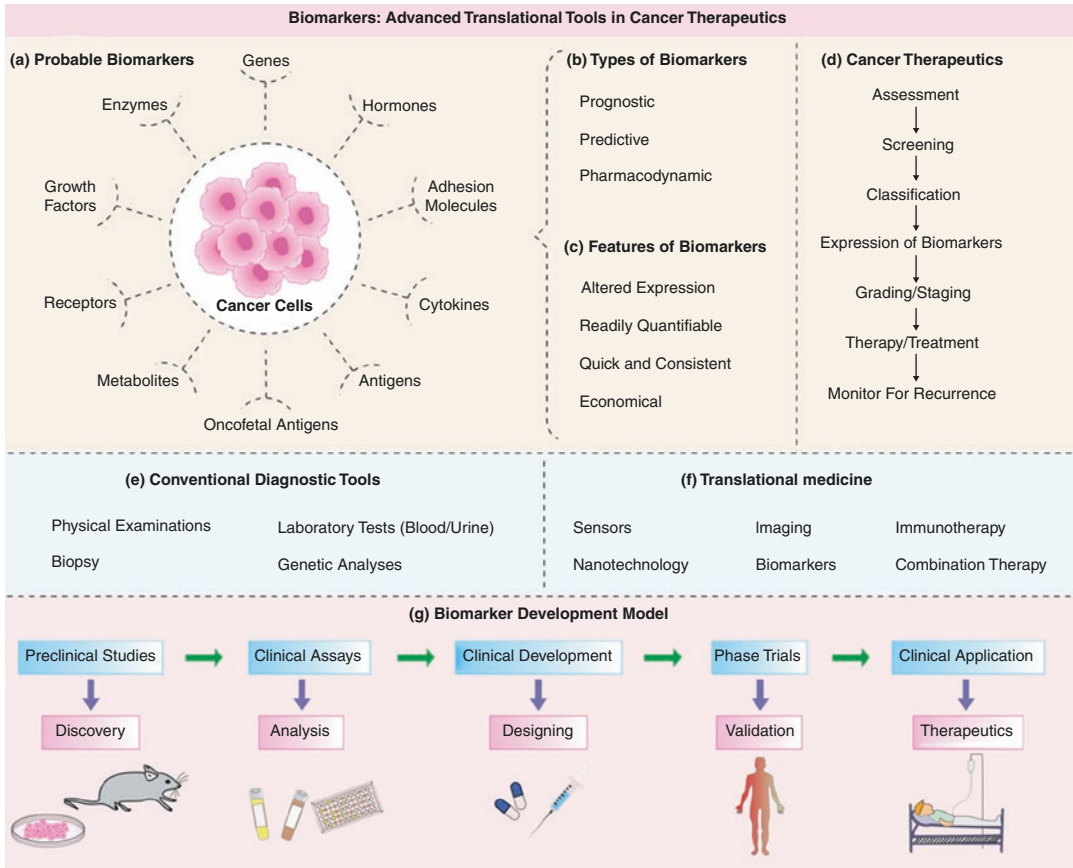 Biomarkers: Advanced Translational Tools in Cancer Therapeutics
(a) Probable Biomarkers
Genes
Enzymes
Hormones
Growth
Factors
Adhesion
Molecules
Receptors
Cancer Cells
Cytokines
Metabolites
Antigens
Oncofetal Antigens
(b) Types of Biomarkers
Prognostic
Predictive
Pharmacodynamic
(c) Features of Biomarkers
Altered Expression
Readily Quantifiable
Quick and Consistent
Economical
(d) Cancer Therapeutics
Assessment
Screening
Classification
Expression of Biomarkers
Grading/Staging
Therapy/Treatment
Monitor For Recurrence
(e) Conventional Diagnostic Tools
Physical Examinations
Laboratory Tests (Blood/Urine)
Biopsy
Genetic Analyses
(f) Translational medicine
Sensors
Imaging
Immunotherapy
Nanotechnology
Biomarkers
Combination Therapy
(g) Biomarker Development Model
Preclinical Studies
Clinical Assays
Clinical Development
Phase Trials
Clinical Application
Discovery
Analysis
Designing
Validation
Therapeutics